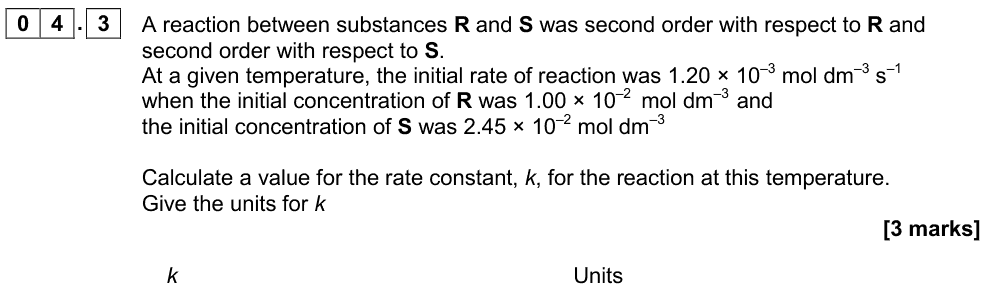 04.3 A reaction between substances R and S was second order with respect to R and
second order with respect to S.
At a given temperature, the initial rate of reaction was 1.20 × 10⁻³ mol dm⁻³ s⁻¹
when the initial concentration of R was 1.00 × 10⁻² mol dm⁻³ and
the initial concentration of S was 2.45 × 10⁻² mol dm⁻³
Calculate a value for the rate constant, k, for the reaction at this temperature.
Give the units for k
[3 marks]
k Units